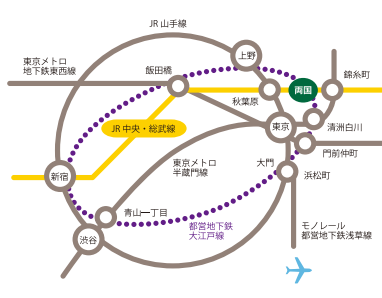 JR 山手線
東京メトロ
地下鉄東西線
飯田橋
上野
錦糸町
両国
秋葉原
JR 中央・総武線
東京
清洲白川
門前仲町
東京メトロ
半蔵門線
大門
浜松町
新宿
青山一丁目
渋谷
都営地下鉄
大江戸線
モノレール
都営地下鉄浅草線